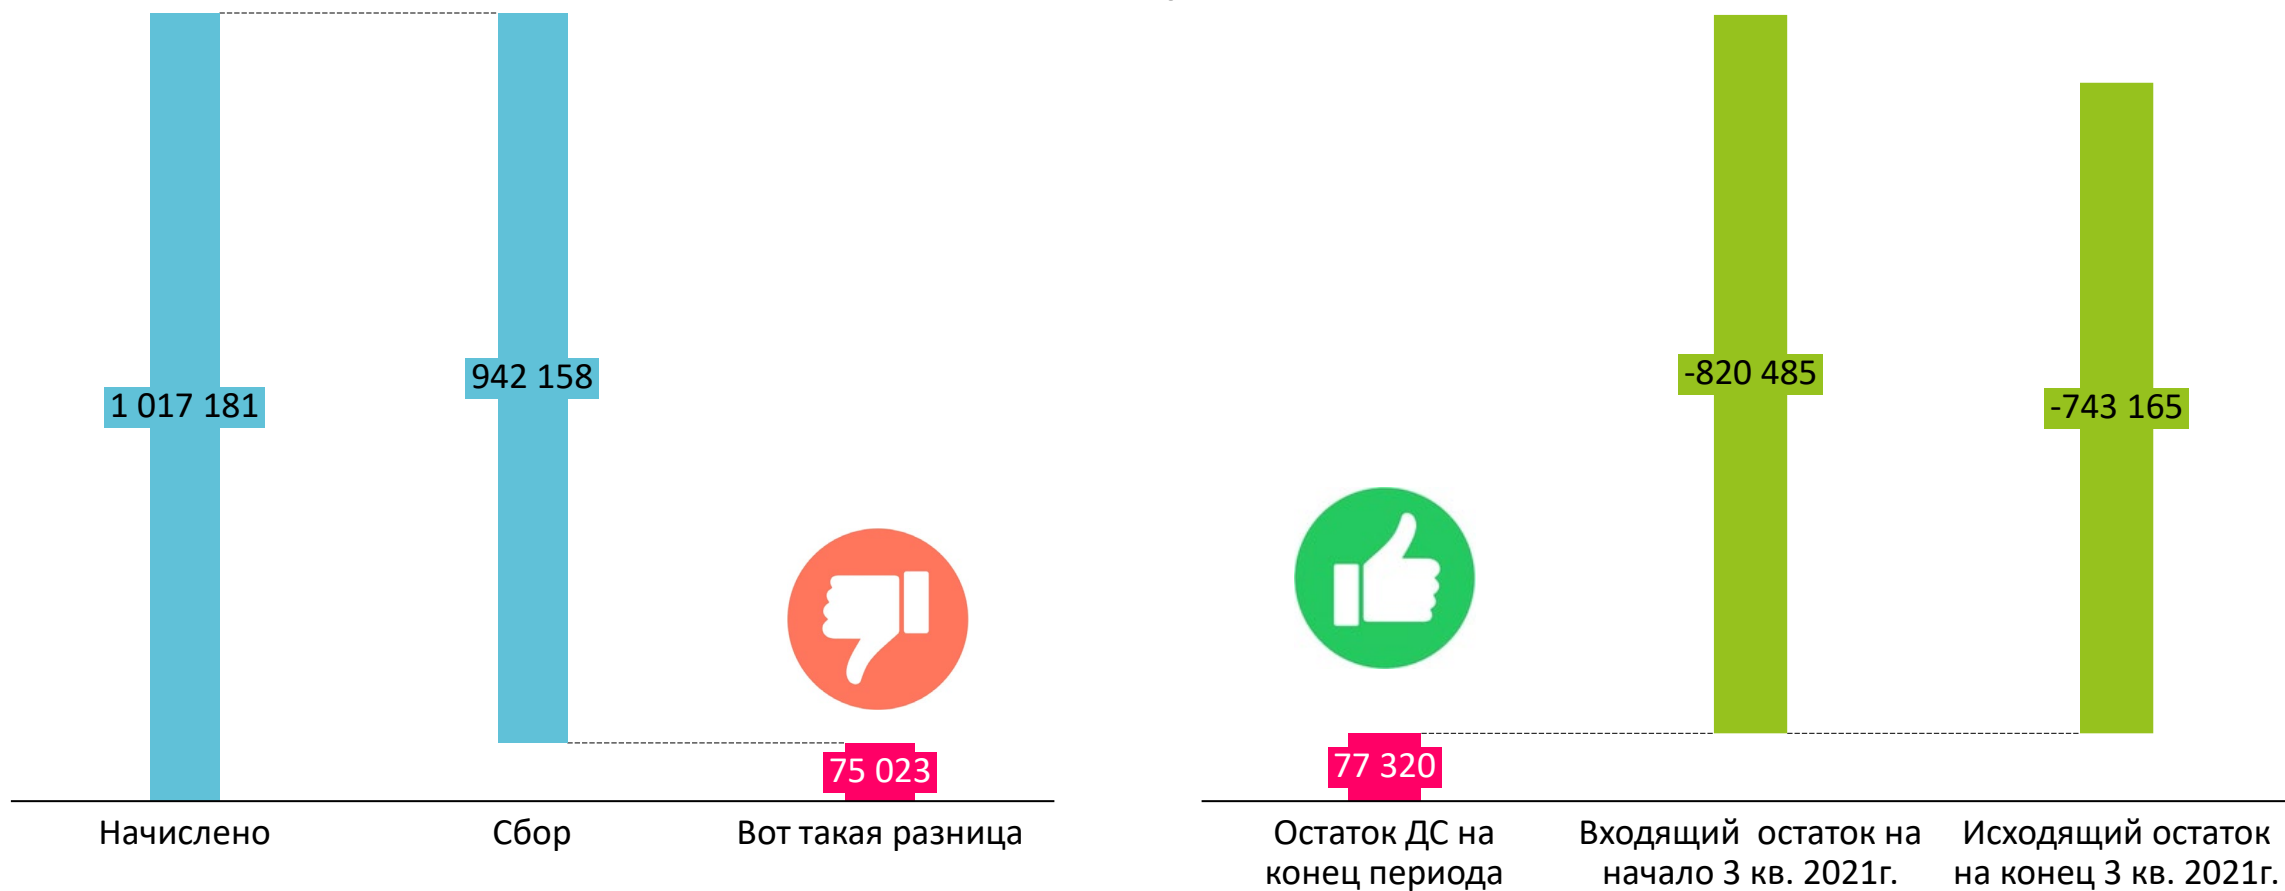 1 017 181
942 158
75 023
Начислено
Сбор
Вот такая разница
-820 485
-743 165
77 320
Остаток ДС на
конец периода
Входящий остаток на
начало 3 кв. 2021г.
Исходящий остаток
на конец 3 кв. 2021г.